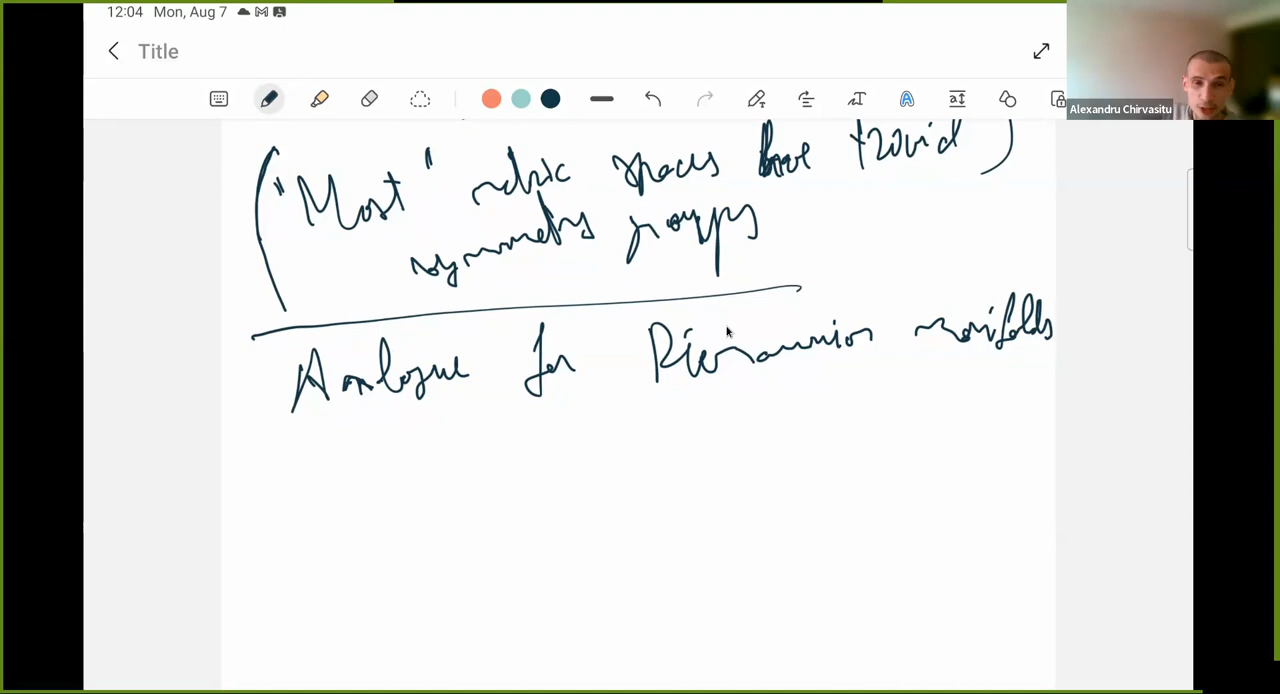 12:04 Mon, Aug 7
Title
Alexandru Chirvasitu
("Most" metric spaces have trivial)
symmetry groups
Analogue for Riemannian manifolds